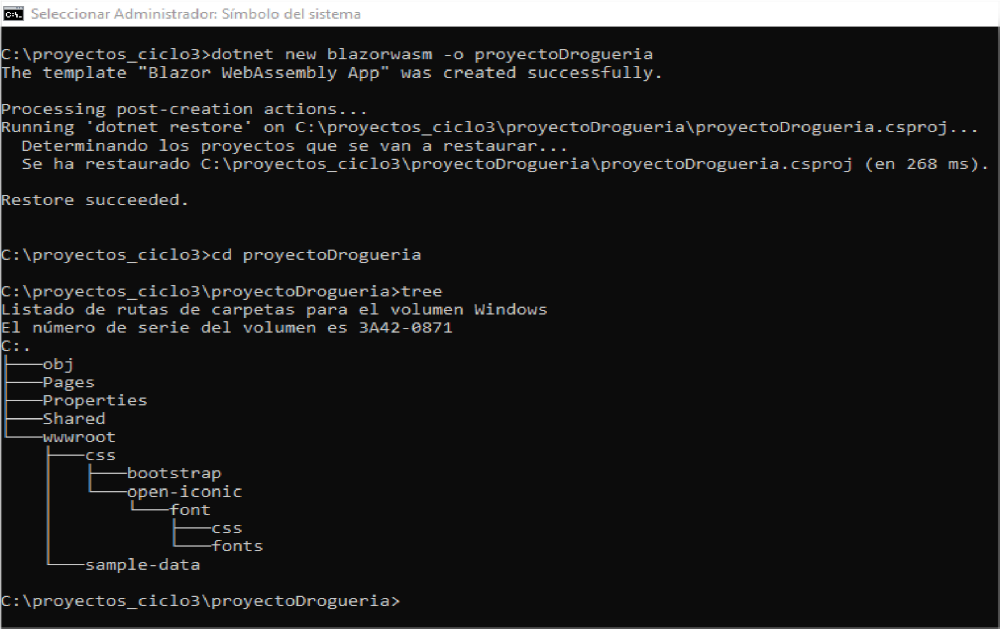 Seleccionar Administrador: Símbolo del sistema
C:\proyectos_ciclo3>dotnet new blazorwasm -o proyectoDrogueria
The template "Blazor WebAssembly App" was created successfully.
Processing post-creation actions...
Running 'dotnet restore' on C:\proyectos_ciclo3\proyectoDrogueria\proyectoDrogueria.csproj...
  Determinando los proyectos que se van a restaurar...
  Se ha restaurado C:\proyectos_ciclo3\proyectoDrogueria\proyectoDrogueria.csproj (en 268 ms).
Restore succeeded.
C:\proyectos_ciclo3>cd proyectoDrogueria
C:\proyectos_ciclo3\proyectoDrogueria>tree
Listado de rutas de carpetas para el volumen Windows
El número de serie del volumen es 3A42-0871
C:.
├───obj
├───Pages
├───Properties
├───Shared
└───wwwroot
    ├───css
    │   ├───bootstrap
    │   └───open-iconic
    │       └───font
    │           ├───css
    │           └───fonts
    └───sample-data
C:\proyectos_ciclo3\proyectoDrogueria>